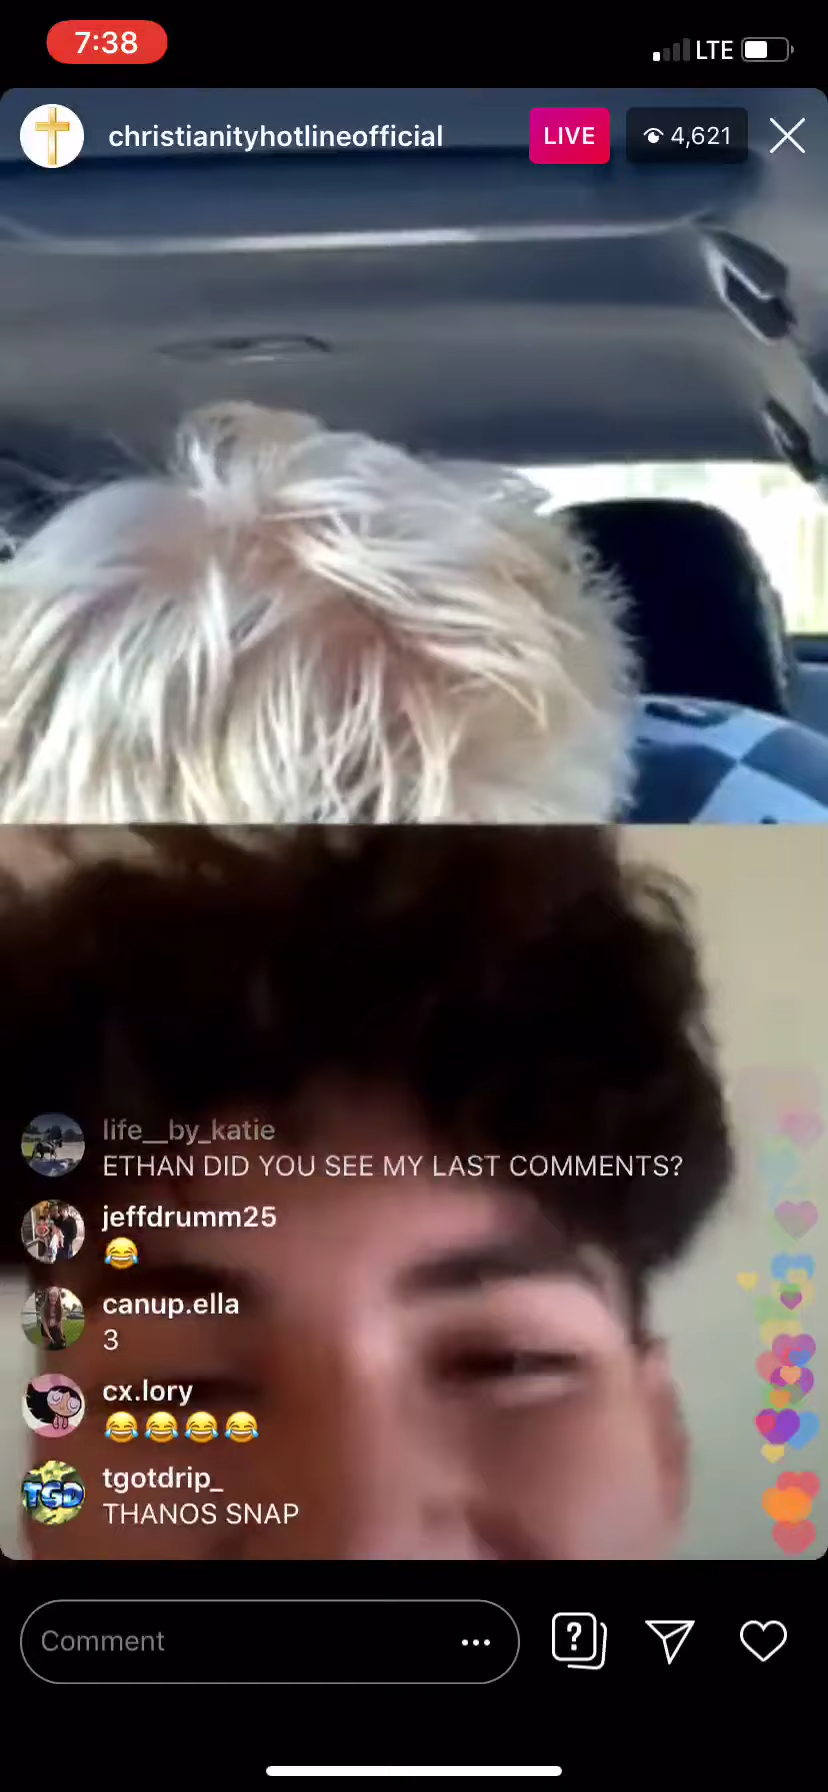 7:38
LTE
christianityhotlineofficial
LIVE
4,621
life__by_katie
ETHAN DID YOU SEE MY LAST COMMENTS?
jeffdrumm25
😂
canup.ella
3
cx.lory
😂😂😂😂
TGD
tgotdrip_
THANOS SNAP
Comment
?